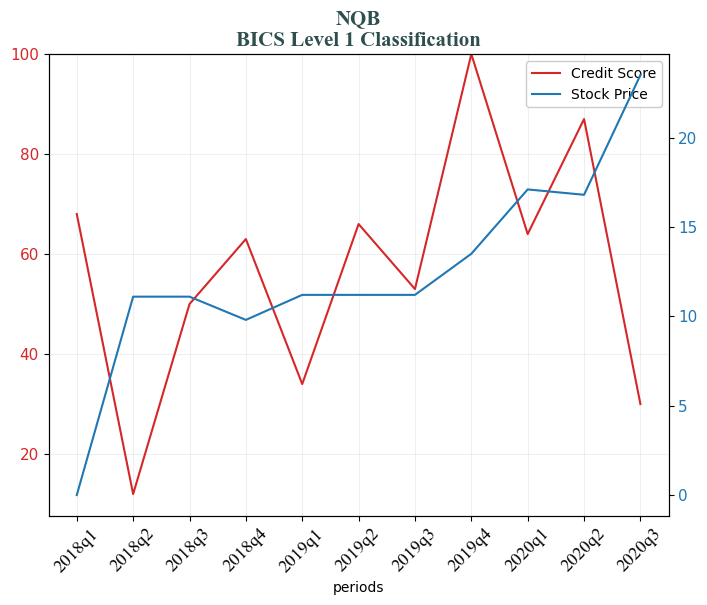 NQB
BICS Level 1 Classification
Credit Score
Stock Price
100
80
60
40
20
20
15
10
5
0
2018q1
2018q2
2018q3
2018q4
2019q1
2019q2
2019q3
2019q4
2020q1
2020q2
2020q3
periods